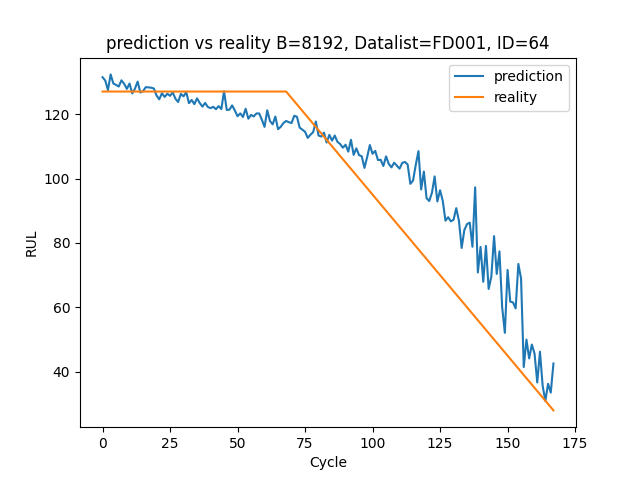 prediction vs reality B=8192, Datalist=FD001, ID=64
prediction
reality
RUL
120
100
80
60
40
0
25
50
75
100
125
150
175
Cycle